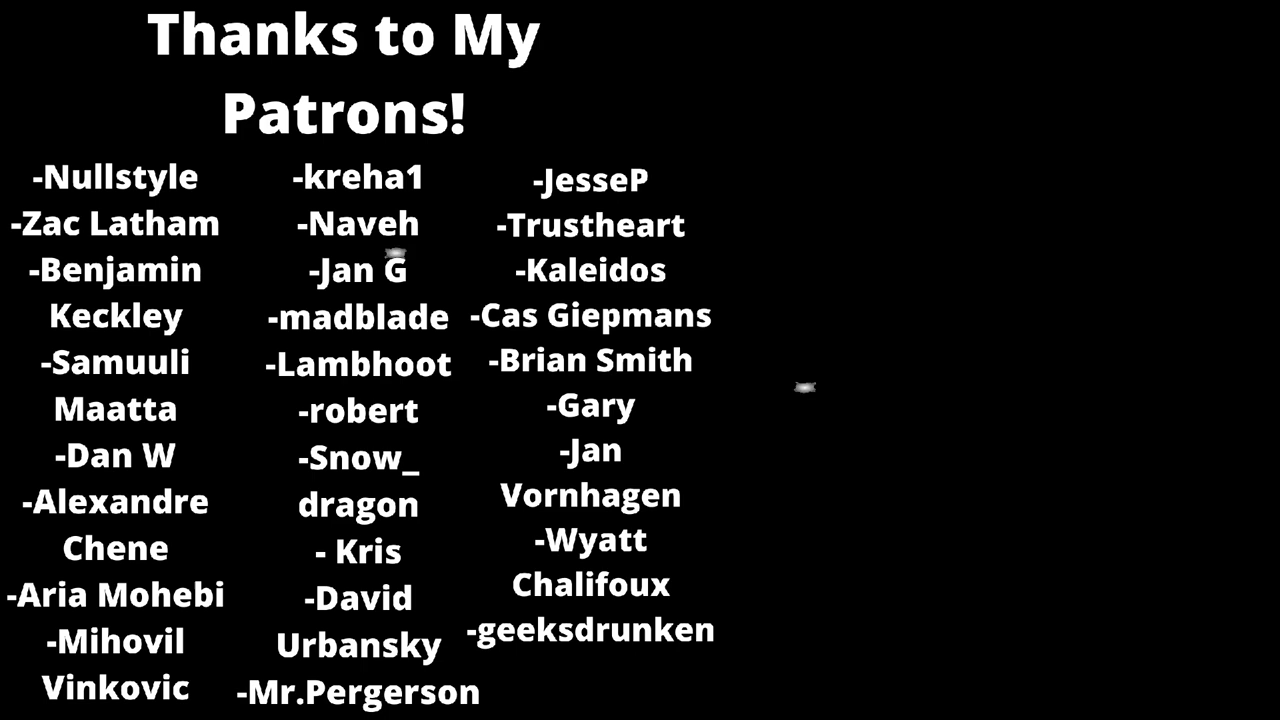 Thanks to My
Patrons!
-Nullstyle
-Zac Latham
-Benjamin
Keckley
-Samuuli
Maatta
-Dan W
-Alexandre
Chene
-Aria Mohebi
-Mihovil
Vinkovic
-kreha1
-Naveh
-Jan G
-madblade
-Lambhoot
-robert
-Snow_
dragon
- Kris
-David
Urbansky
-Mr.Pergerson
-JesseP
-Trustheart
-Kaleidos
-Cas Giepmans
-Brian Smith
-Gary
-Jan
Vornhagen
-Wyatt
Chalifoux
-geeksdrunken